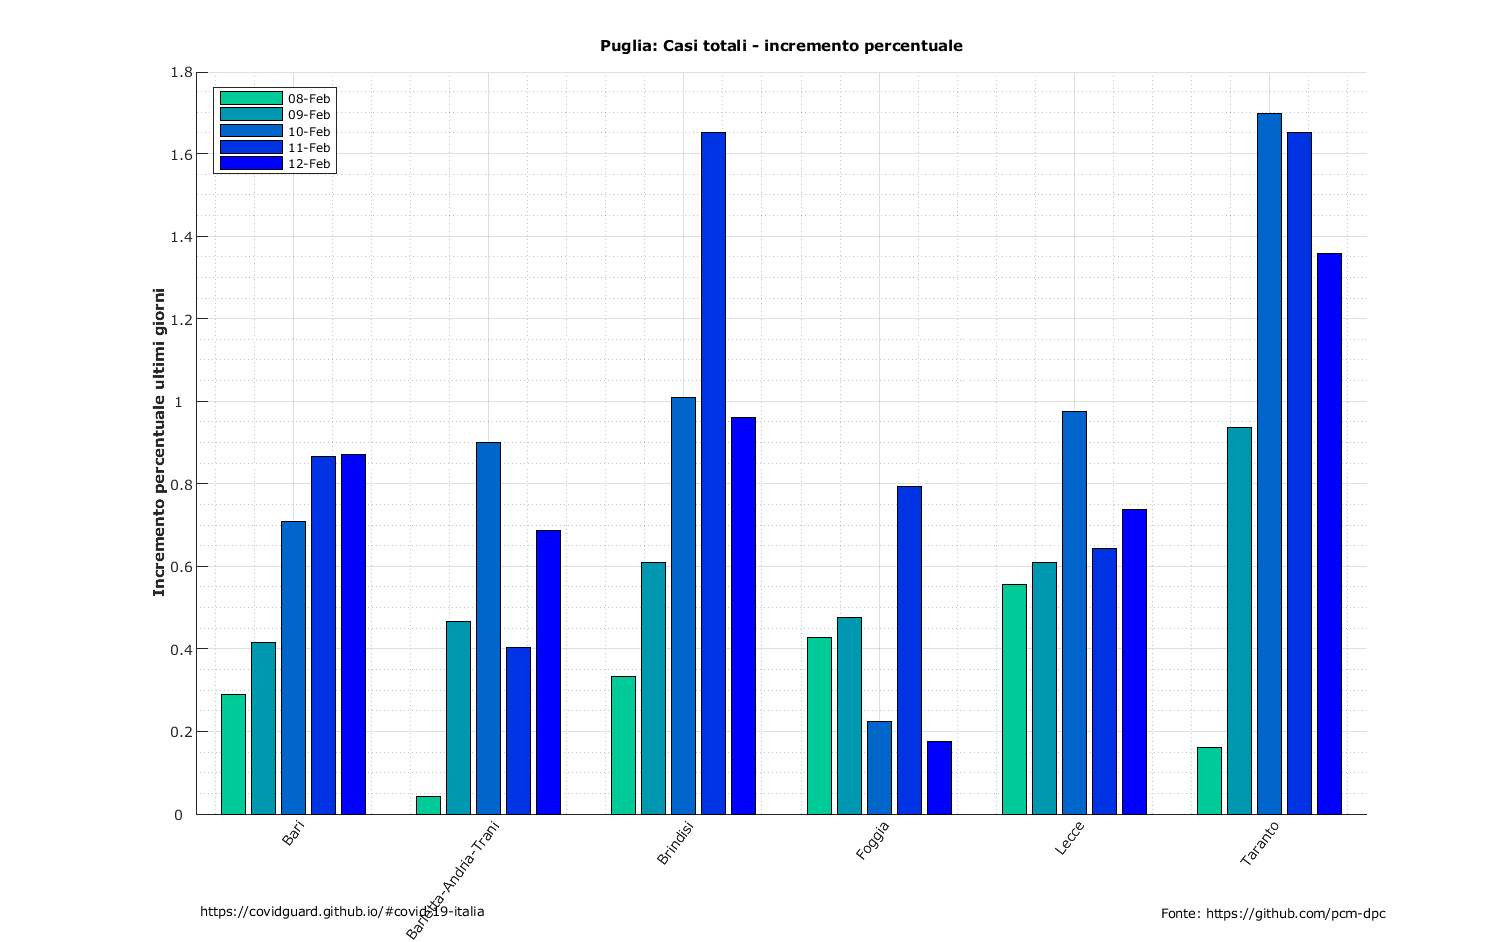 Puglia: Casi totali - incremento percentuale
Incremento percentuale ultimi giorni
1.8
1.6
1.4
1.2
1
0.8
0.6
0.4
0.2
0
08-Feb
09-Feb
10-Feb
11-Feb
12-Feb
Bari
Barletta-Andria-Trani
Brindisi
Foggia
Lecce
Taranto
https://covidguard.github.io/#covid-19-italia
Fonte: https://github.com/pcm-dpc